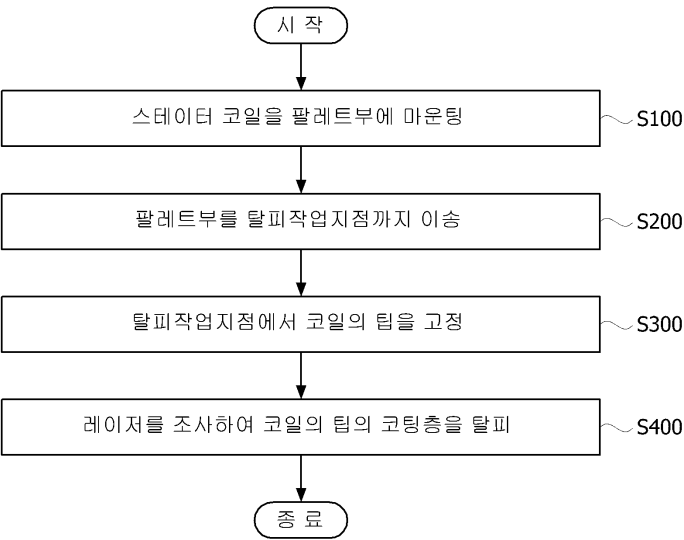 시 작
스테이터 코일을 팔레트부에 마운팅
S100
팔레트부를 탈피작업지점까지 이송
S200
탈피작업지점에서 코일의 팁을 고정
S300
레이저를 조사하여 코일의 팁의 코팅층을 탈피
S400
종 료